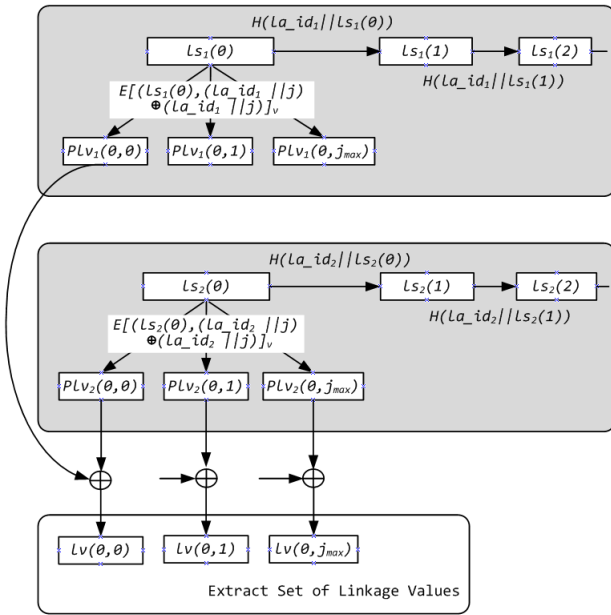 H(la_id₁||ls₁(0))
ls₁(0) ls₁(1) ls₁(2)
H(la_id₁||ls₁(1))
E[(ls₁(0),(la_id₁ ||j)
⊕(la_id₁ ||j)]ᵥ
Plv₁(0,0) Plv₁(0,1) Plv₁(0,jₘₐₓ)
H(la_id₂||ls₂(0))
ls₂(0) ls₂(1) ls₂(2)
H(la_id₂||ls₂(1))
E[(ls₂(0),(la_id₂ ||j)
⊕(la_id₂ ||j)]ᵥ
Plv₂(0,0) Plv₂(0,1) Plv₂(0,jₘₐₓ)
lv(0,0) lv(0,1) lv(0,jₘₐₓ)
Extract Set of Linkage Values